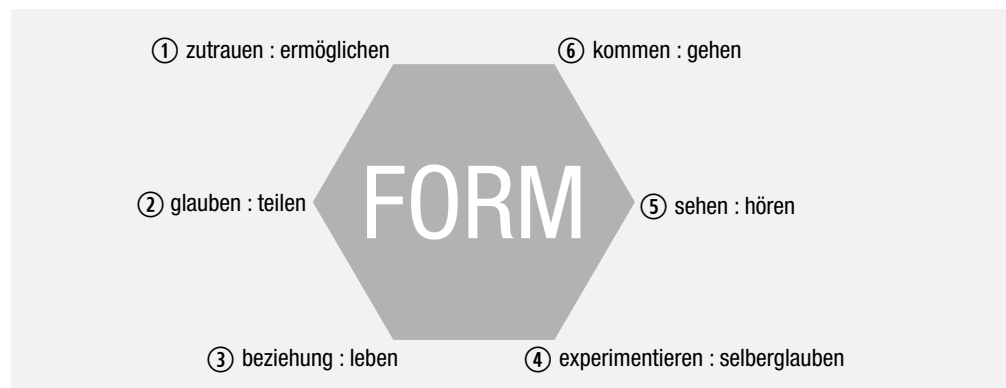 ① zutrauen : ermöglichen
⑥ kommen : gehen
② glauben : teilen
FORM
⑤ sehen : hören
③ beziehung : leben
④ experimentieren : selberglauben